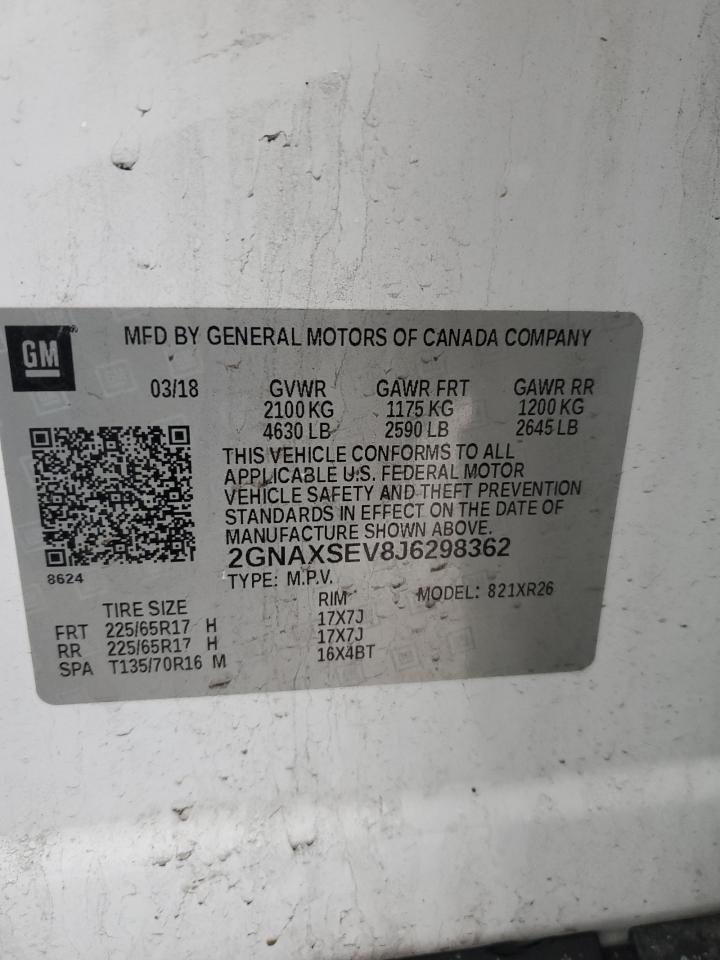 GM
MFD BY GENERAL MOTORS OF CANADA COMPANY
03/18 GVWR GAWR FRT GAWR RR
2100 KG 1175 KG 1200 KG
4630 LB 2590 LB 2645 LB
THIS VEHICLE CONFORMS TO ALL
APPLICABLE U.S. FEDERAL MOTOR
VEHICLE SAFETY AND THEFT PREVENTION
STANDARDS IN EFFECT ON THE DATE OF
MANUFACTURE SHOWN ABOVE.
2GNAXSEV8J6298362
8624
TYPE: M.P.V. MODEL: 821XR26
TIRE SIZE RIM
FRT 225/65R17 H 17X7J
RR 225/65R17 H 17X7J
SPA T135/70R16 M 16X4BT